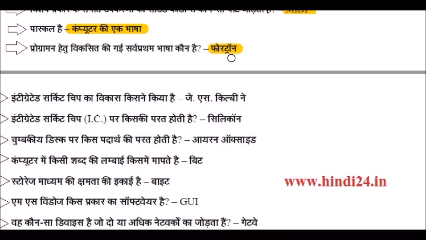 पास्कल है – कंप्यूटर की एक भाषा
प्रोग्रामन हेतु विकसित की गई सर्वप्रथम भाषा कौन है? – फोरट्रॉन
इंटीग्रेटेड सर्किट चिप का विकास किसने किया है – जे. एस. किल्बी ने
इंटीग्रेटेड सर्किट चिप (I.C.) पर किसकी परत होती है? – सिलिकॉन
चुम्बकीय डिस्क पर किस पदार्थ की परत होती है? – आयरन ऑक्साइड
कंप्यूटर में किसी शब्द की लम्बाई किसमें मापते है – बिट
स्टोरेज माध्यम की क्षमता की इकाई है – बाइट
www.hindi24.in
एम एस विंडोज किस प्रकार का सॉफ्टवेयर है? – GUI
वह कौन-सा डिवाइस है जो दो या अधिक नेटवर्कों का जोड़ता है? – गेटवे